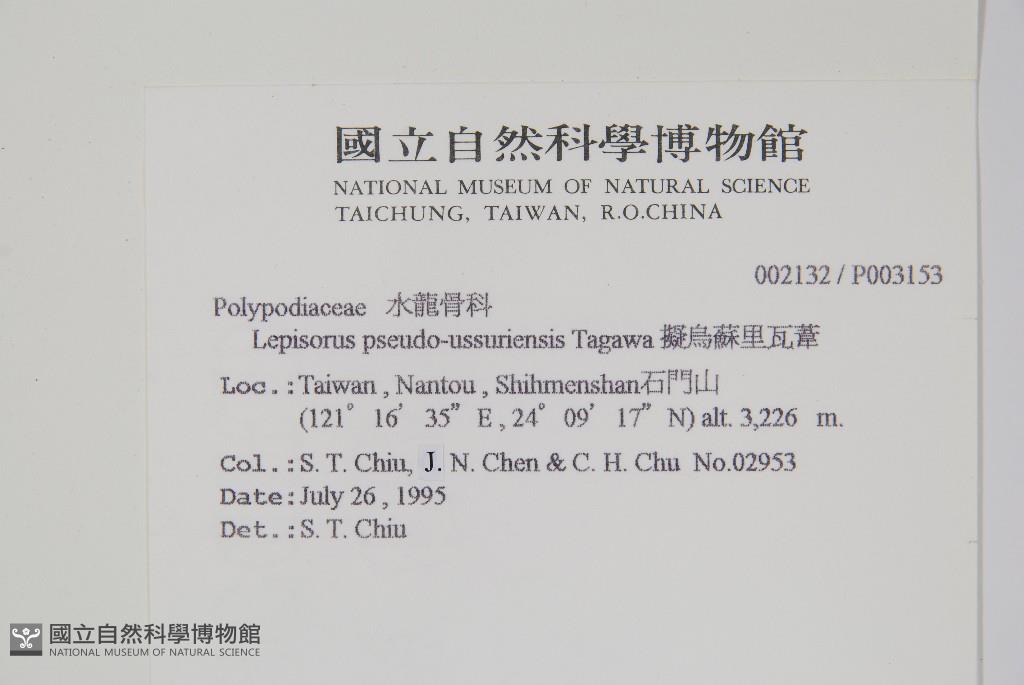 國立自然科學博物館
NATIONAL MUSEUM OF NATURAL SCIENCE
TAICHUNG, TAIWAN, R.O.CHINA
002132 / P003153
Polypodiaceae 水龍骨科
Lepisorus pseudo-ussuriensis Tagawa 擬烏蘇里瓦葦
Loc.: Taiwan , Nantou , Shihmenshan石門山
(121° 16’ 35” E , 24° 09’ 17” N) alt. 3,226 m.
Col.: S. T. Chiu, J. N. Chen & C. H. Chu No.02953
Date: July 26 , 1995
Det.: S. T. Chiu
國立自然科學博物館
NATIONAL MUSEUM OF NATURAL SCIENCE